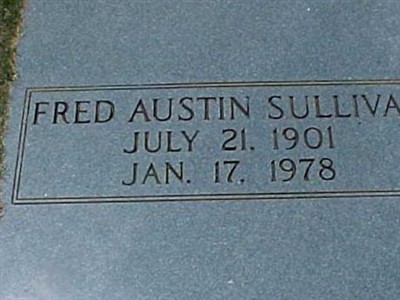 FRED AUSTIN SULLIVA
JULY 21, 1901
JAN. 17, 1978